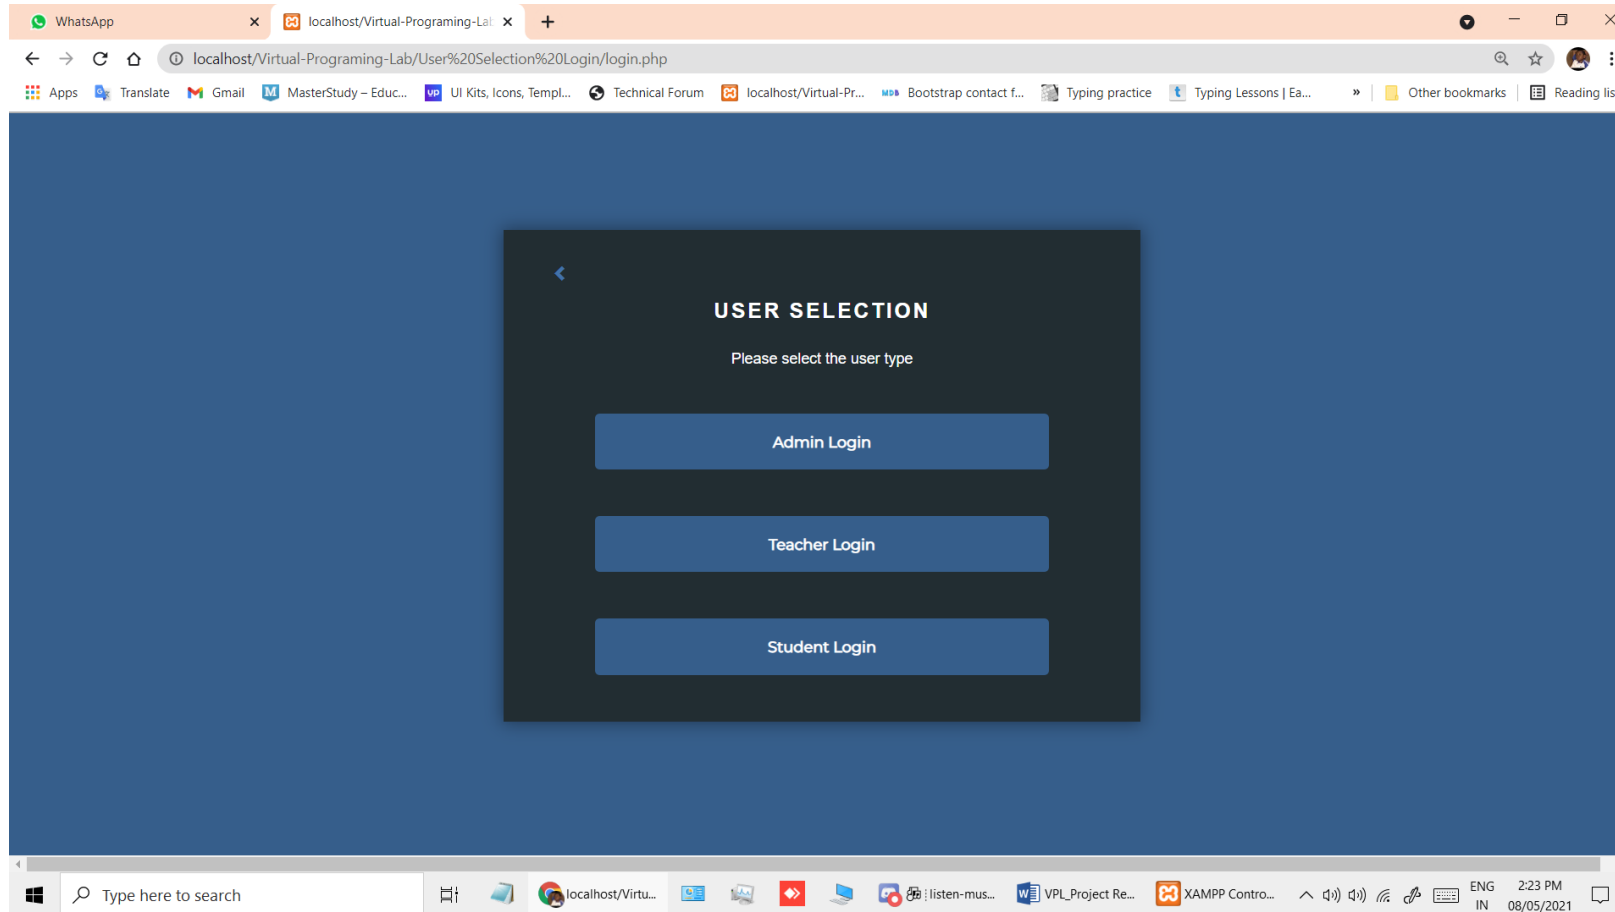 WhatsApp
localhost/Virtual-Programing-Lab
localhost/Virtual-Programing-Lab/User%20Selection%20Login/login.php
Apps Translate Gmail MasterStudy – Educ... UI Kits, Icons, Templ... Technical Forum localhost/Virtual-Pr... Bootstrap contact f... Typing practice Typing Lessons | Ea... » Other bookmarks Reading lis
USER SELECTION
Please select the user type
Admin Login
Teacher Login
Student Login
Type here to search localhost/Virtu... listen-mus... VPL_Project Re... XAMPP Contro... ENG 2:23 PM
IN 08/05/2021